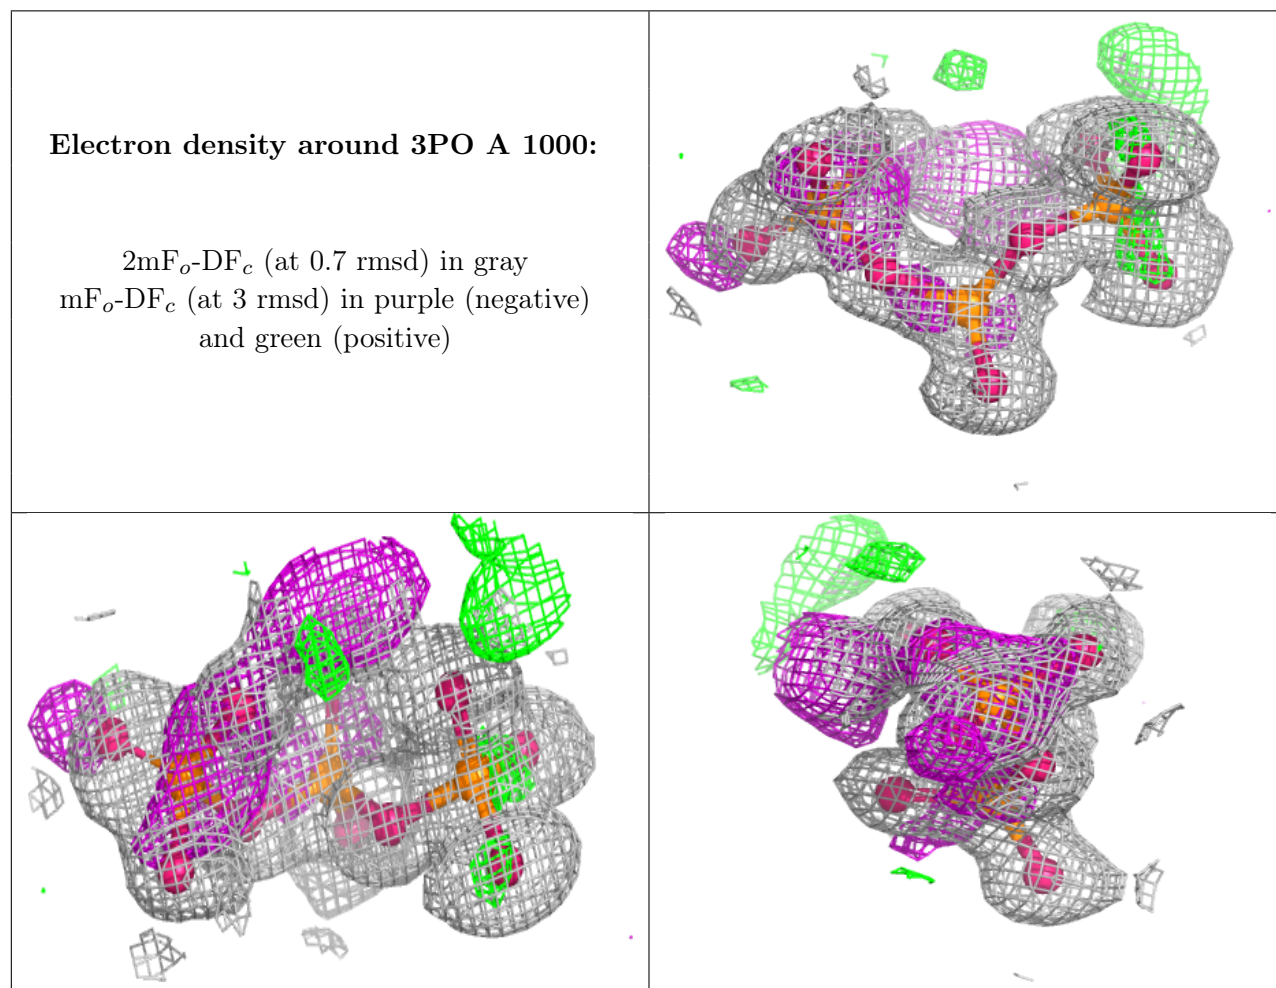 Electron density around 3PO A 1000:
2mFo-DFc (at 0.7 rmsd) in gray
mFo-DFc (at 3 rmsd) in purple (negative)
and green (positive)